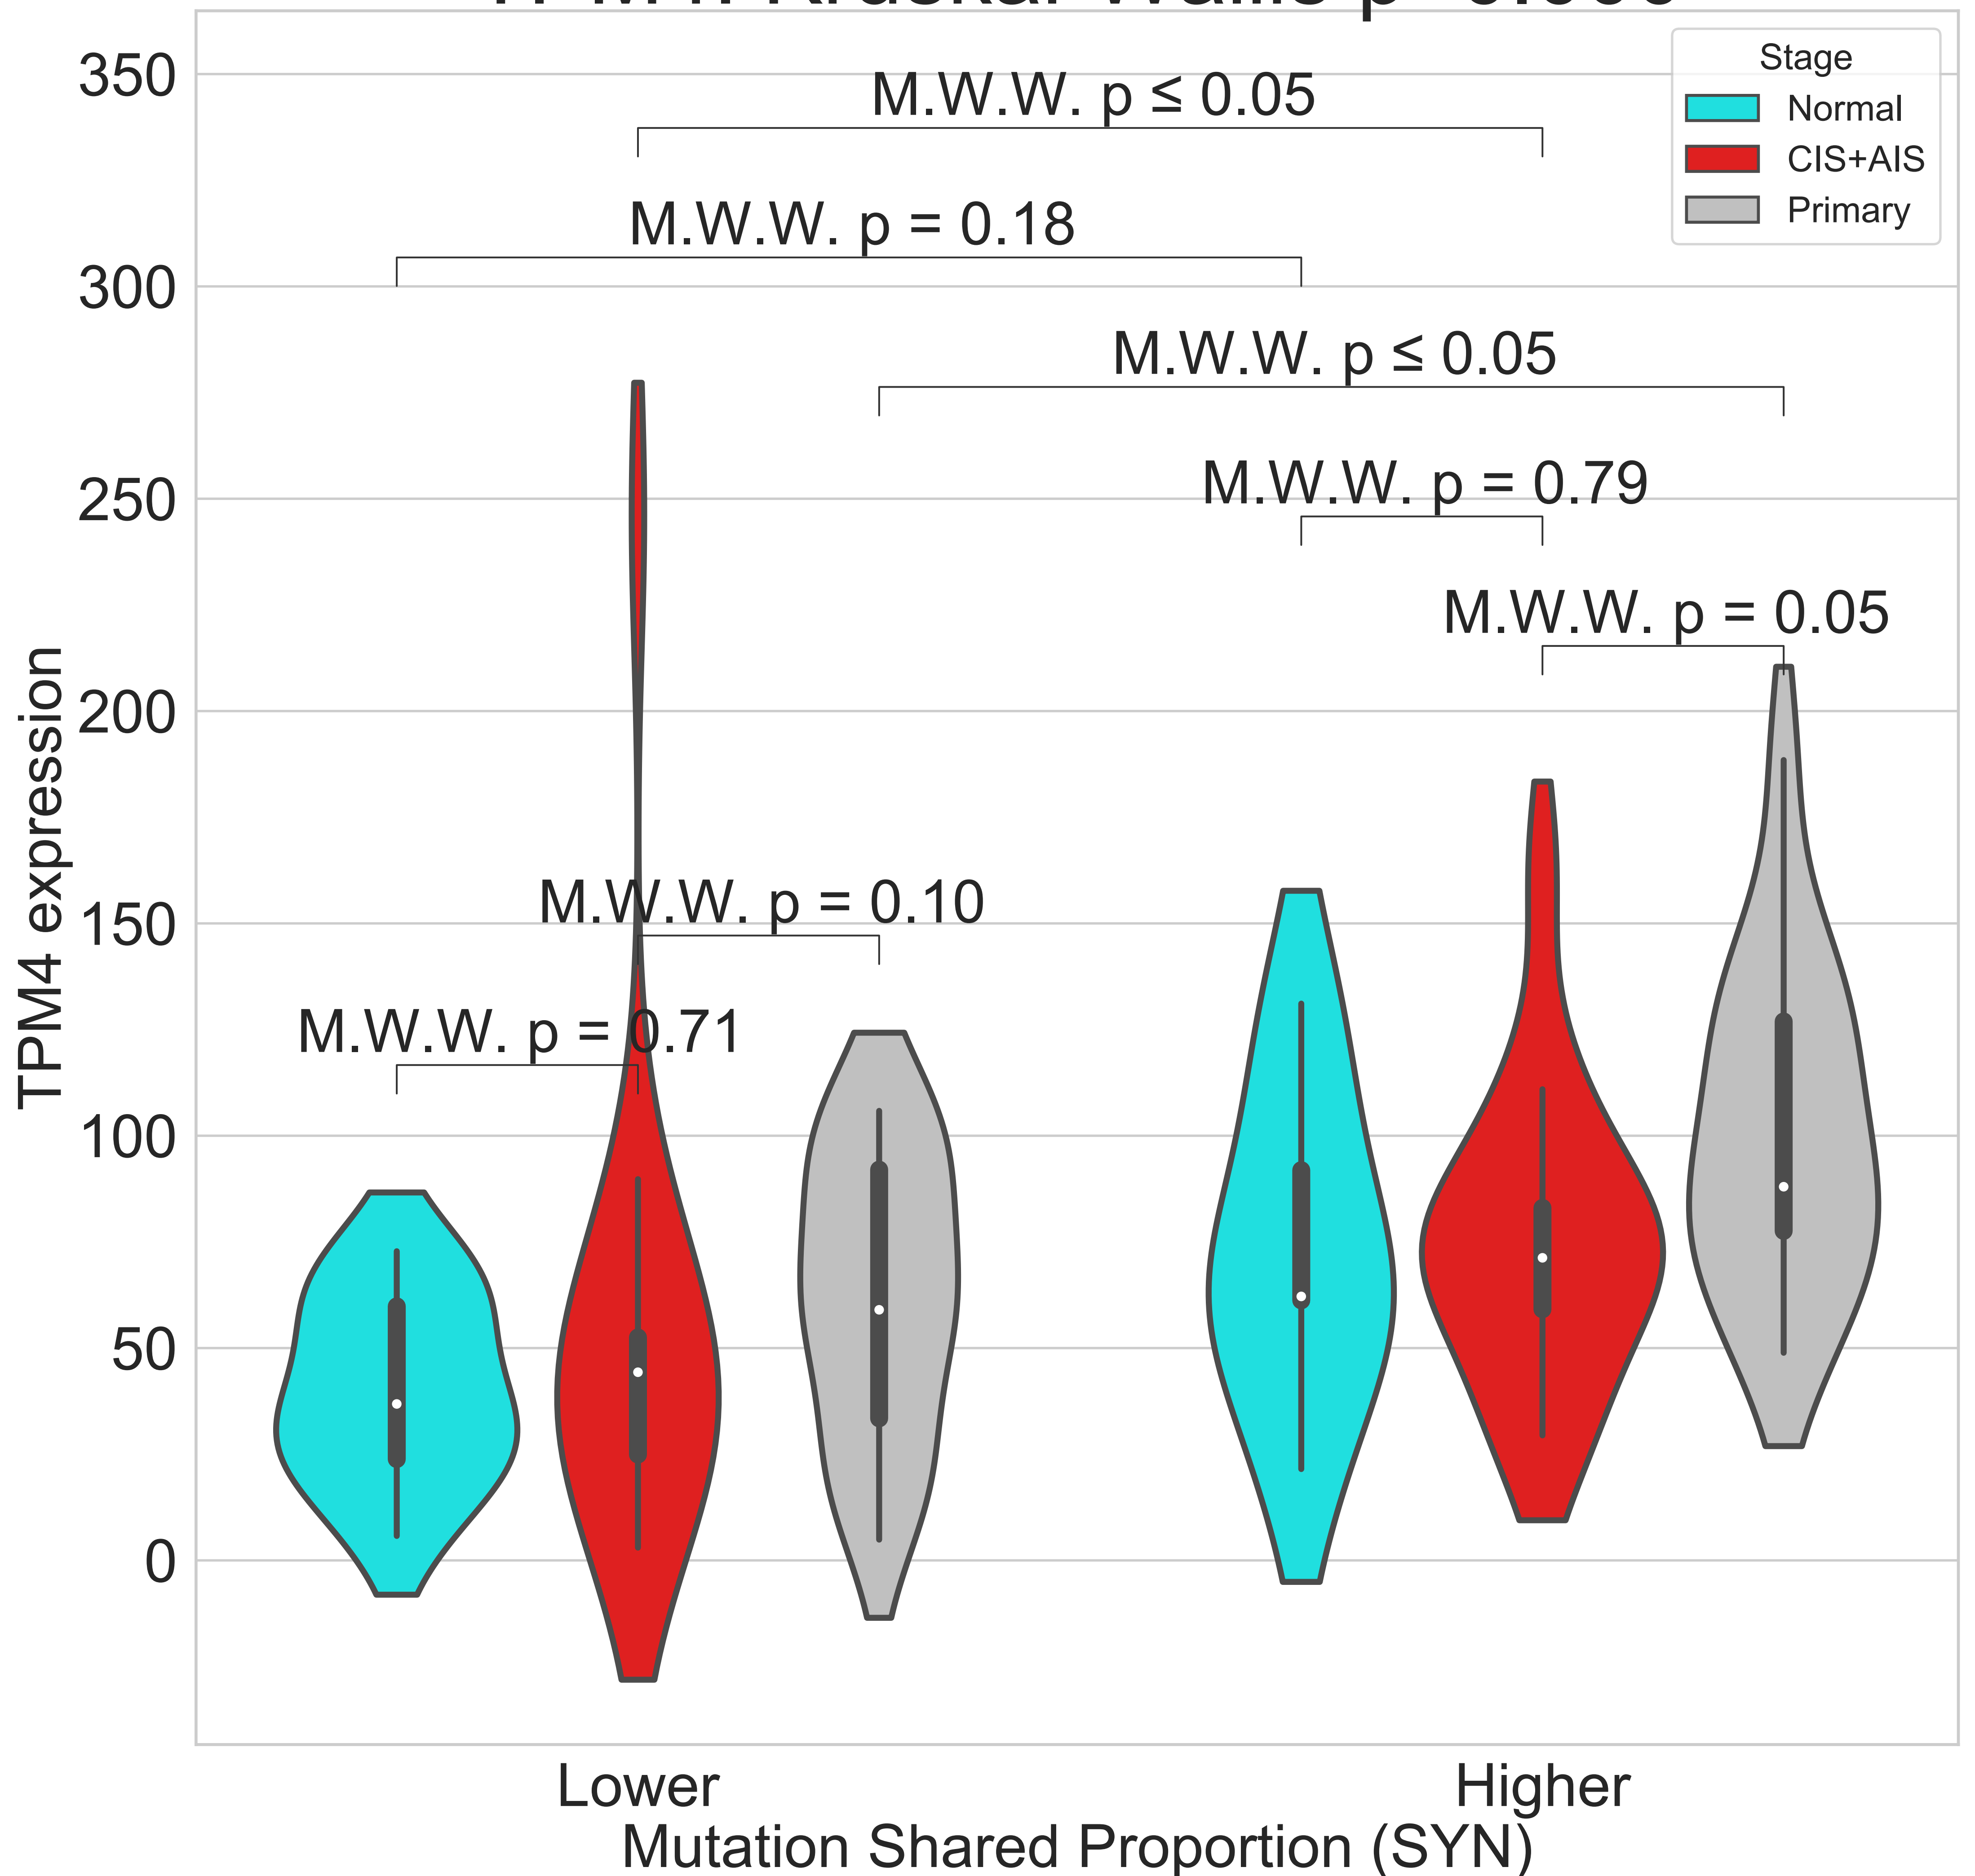 350
300
250
200
150
100
50
0
TPM4 expression
Stage
Normal
CIS+AIS
Primary
M.W.W. p ≤ 0.05
M.W.W. p = 0.18
M.W.W. p ≤ 0.05
M.W.W. p = 0.79
M.W.W. p = 0.05
M.W.W. p = 0.10
M.W.W. p = 0.71
Lower
Higher
Mutation Shared Proportion (SYN)